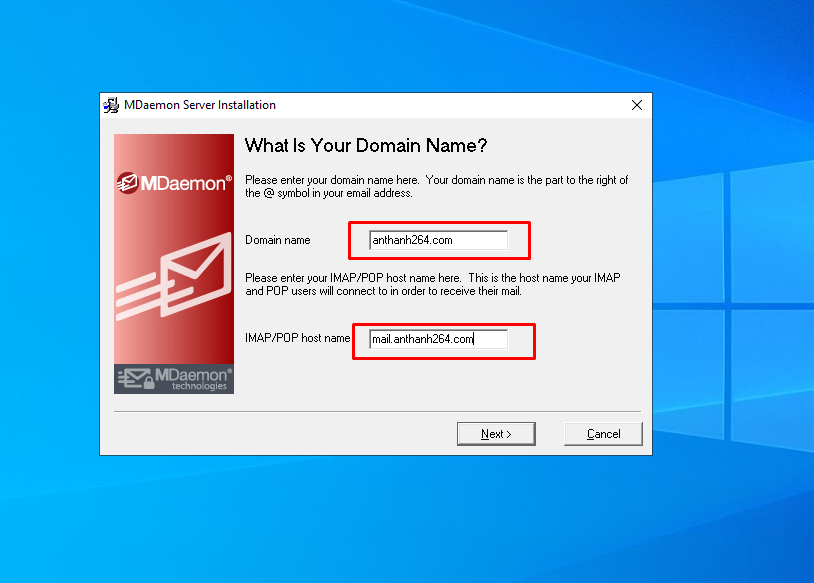 MDaemon Server Installation
What Is Your Domain Name?
MDaemon®
Please enter your domain name here. Your domain name is the part to the right of
the @ symbol in your email address.
Domain name
anthanh264.com
Please enter your IMAP/POP host name here. This is the host name your IMAP
and POP users will connect to in order to receive their mail.
IMAP/POP host name
mail.anthanh264.com
MDaemon®
technologies
Next >
Cancel